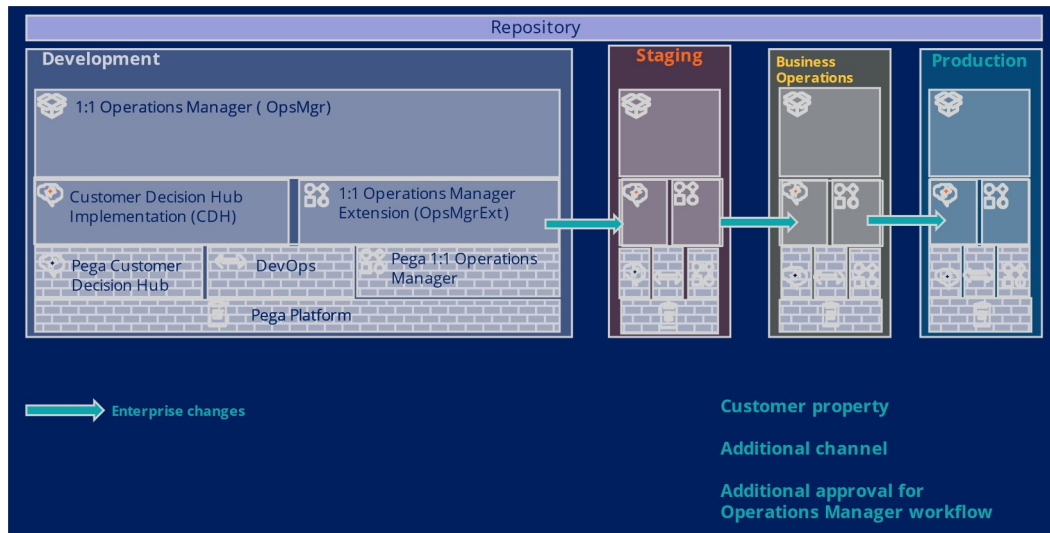 Repository
Development
Staging
Business
Operations
Production
1:1 Operations Manager ( OpsMgr)
Customer Decision Hub
Implementation (CDH)
1:1 Operations Manager
Extension (OpsMgrExt)
Pega Customer
Decision Hub
DevOps
Pega 1:1 Operations
Manager
Pega Platform
Enterprise changes
Customer property
Additional channel
Additional approval for
Operations Manager workflow